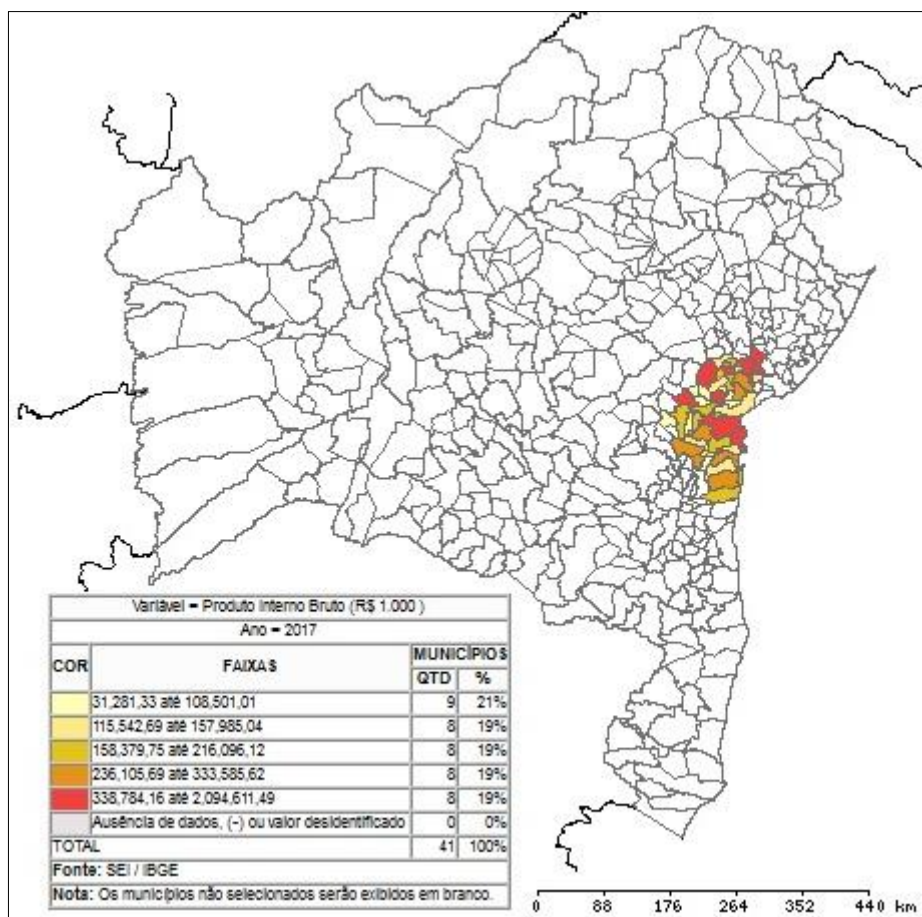 Variável = Produto Interno Bruto (R$ 1.000 )
Ano = 2017
COR FAIXAS MUNICÍPIOS
QTD %
31,281,33 até 108,501,01 9 21%
115,542,69 até 157,985,04 8 19%
158,379,75 até 216,096,12 8 19%
236,105,69 até 333,585,62 8 19%
338,784,16 até 2,094,611,49 8 19%
Ausência de dados, (-) ou valor desidentificado 0 0%
TOTAL 41 100%
Fonte: SEI / IBGE
Nota: Os municípios não selecionados serão exibidos em branco.
0 88 176 264 352 440 km